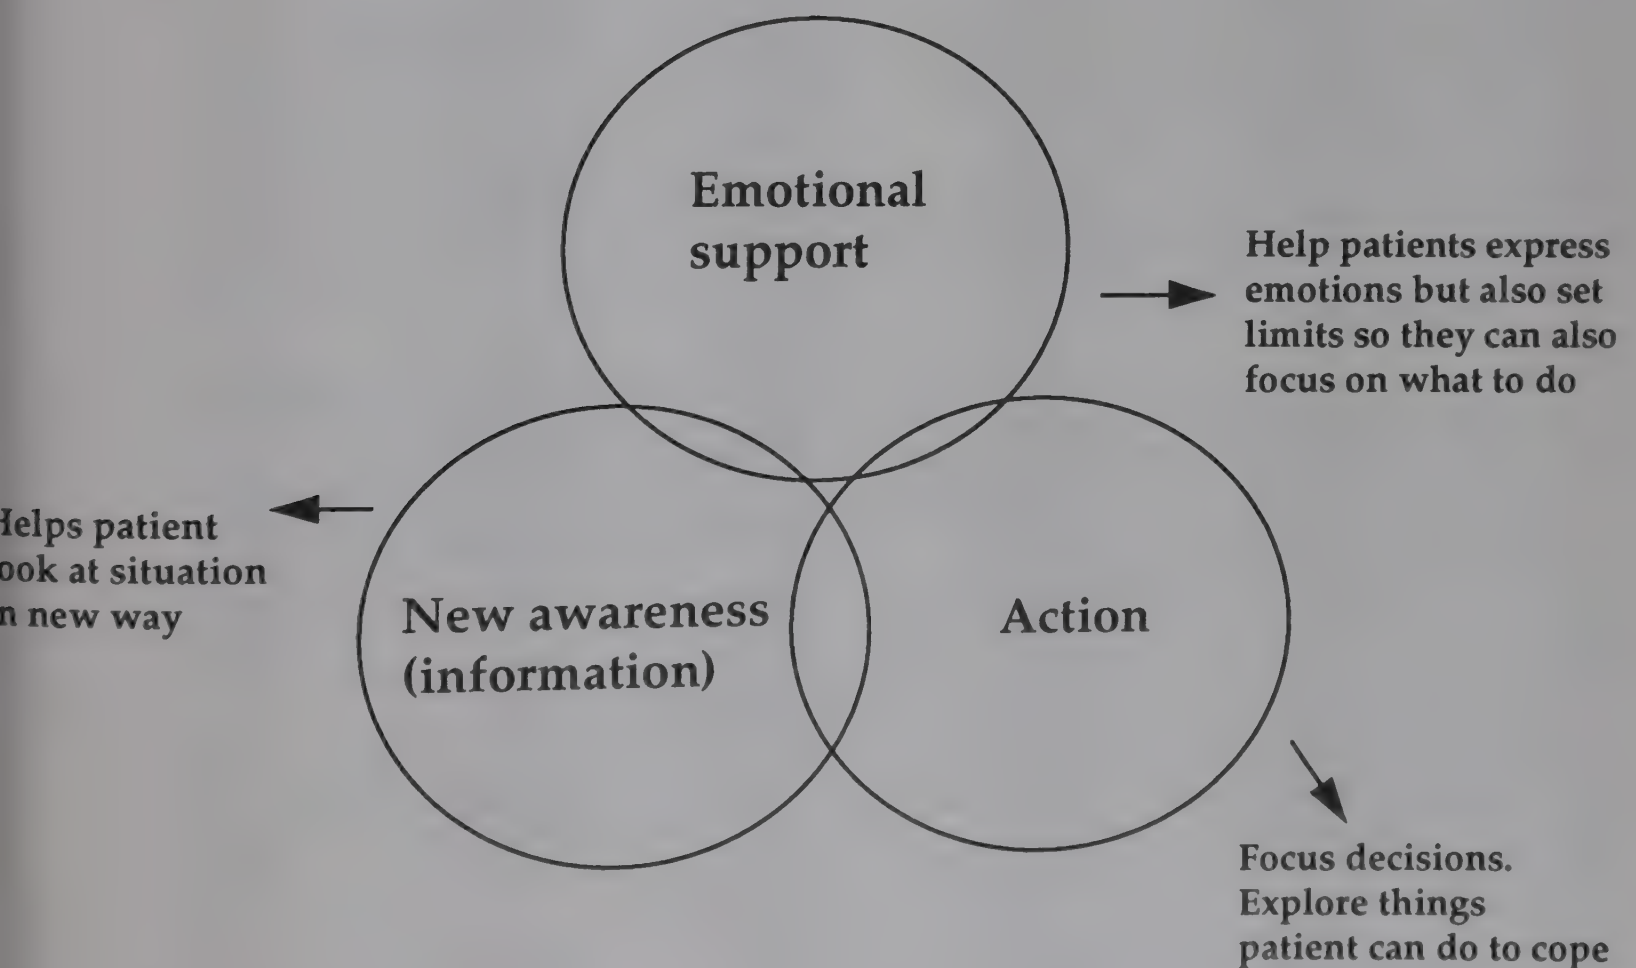 Emotional
support
Help patients express
emotions but also set
limits so they can also
focus on what to do
Helps patient
ook at situation
n new way
New awareness
(information)
Action
Focus decisions.
Explore things
patient can do to cope